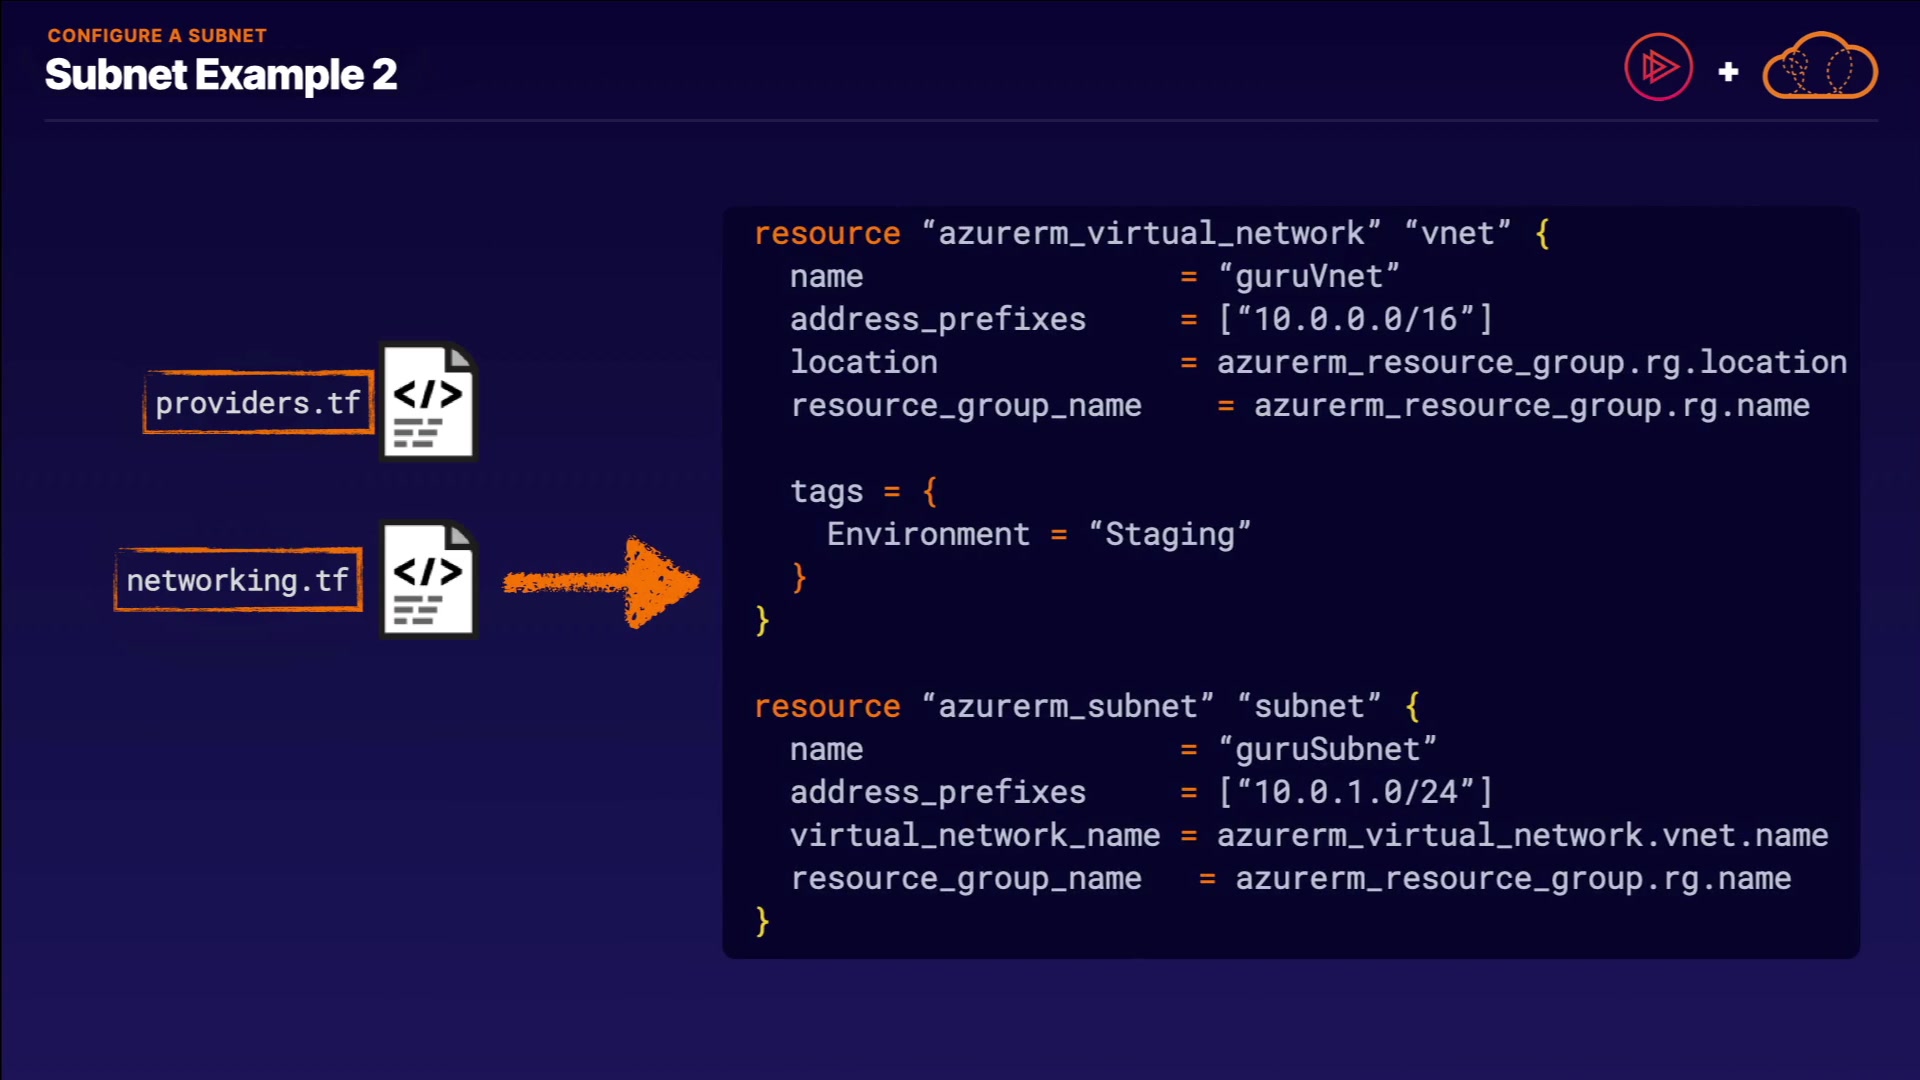 CONFIGURE A SUBNET
Subnet Example 2
+
providers.tf
</>
networking.tf
</>
resource “azurerm_virtual_network” “vnet” {
  name = “guruVnet”
  address_prefixes = [“10.0.0.0/16”]
  location = azurerm_resource_group.rg.location
  resource_group_name = azurerm_resource_group.rg.name
  tags = {
    Environment = “Staging”
  }
}
resource “azurerm_subnet” “subnet” {
  name = “guruSubnet”
  address_prefixes = [“10.0.1.0/24”]
  virtual_network_name = azurerm_virtual_network.vnet.name
  resource_group_name = azurerm_resource_group.rg.name
}